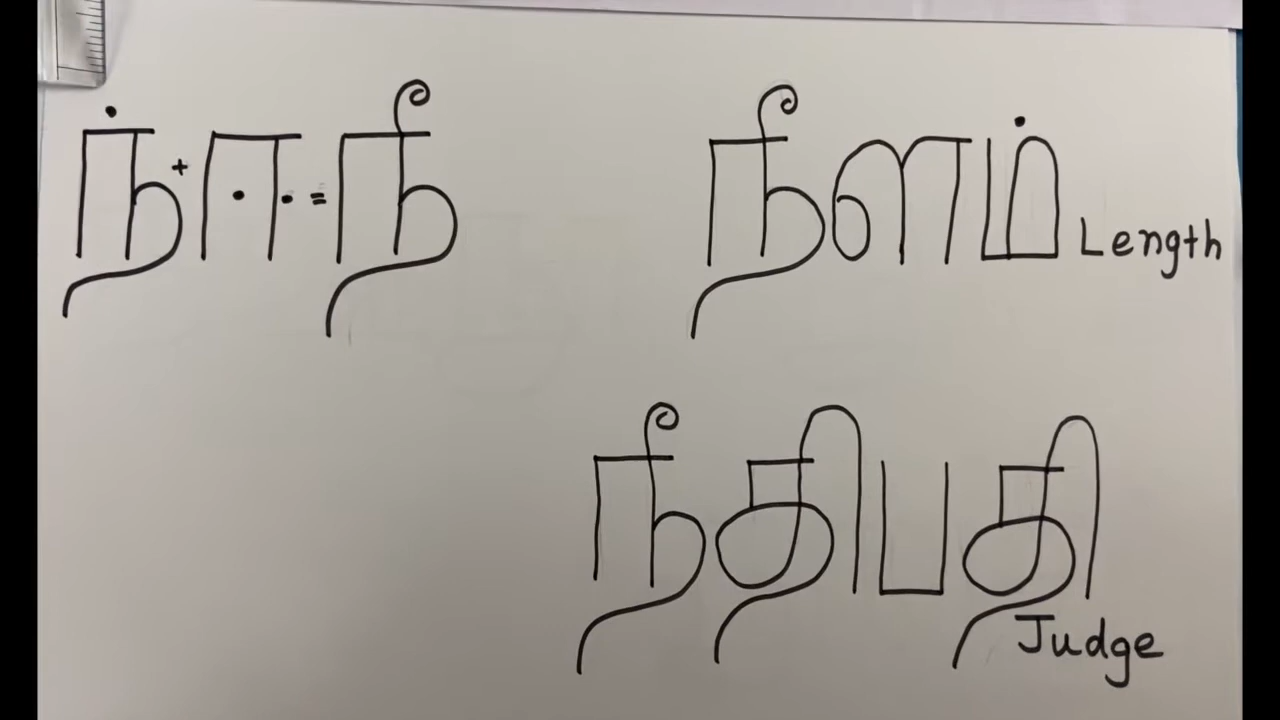 ந் + ஈ = நீ
நீளம் Length
நீதிபதி
Judge